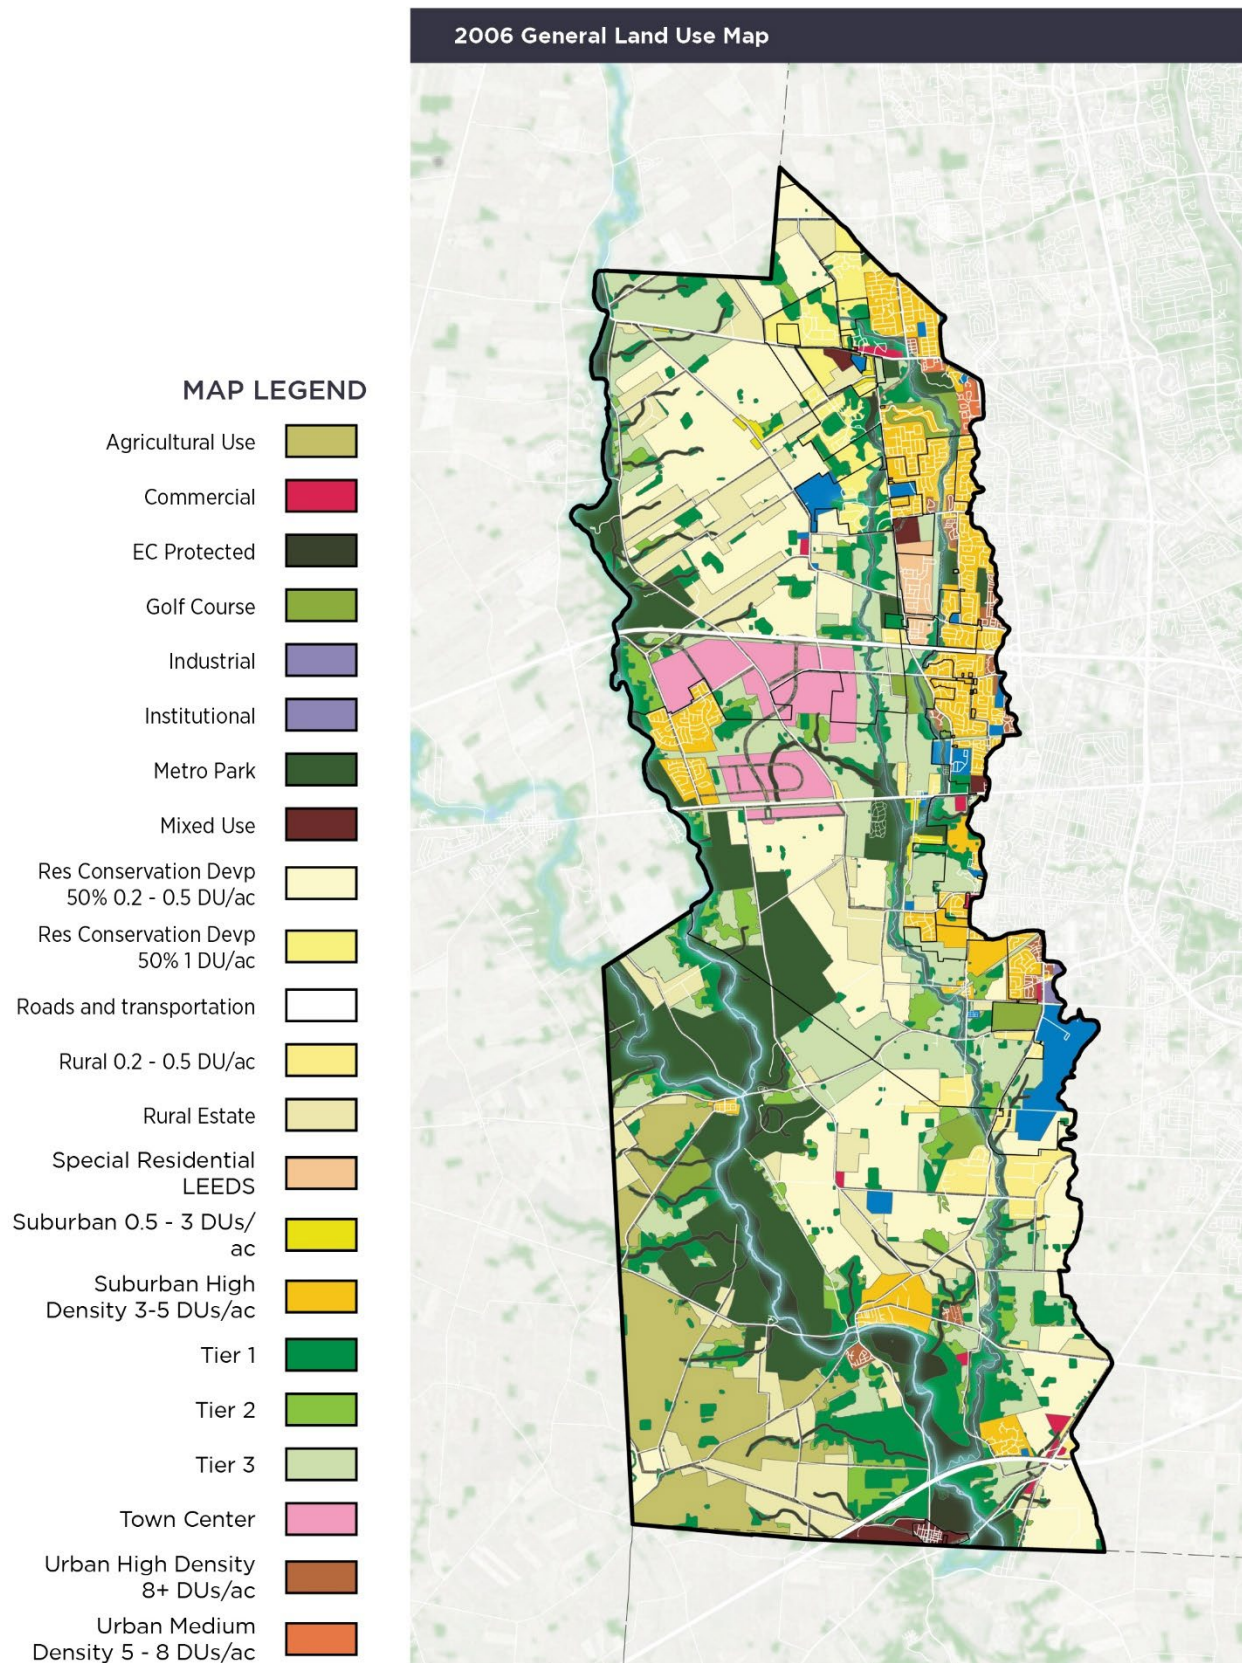 2006 General Land Use Map
MAP LEGEND
Agricultural Use
Commercial
EC Protected
Golf Course
Industrial
Institutional
Metro Park
Mixed Use
Res Conservation Devp
50% 0.2 - 0.5 DU/ac
Res Conservation Devp
50% 1 DU/ac
Roads and transportation
Rural 0.2 - 0.5 DU/ac
Rural Estate
Special Residential
LEEDS
Suburban 0.5 - 3 DUs/
ac
Suburban High
Density 3-5 DUs/ac
Tier 1
Tier 2
Tier 3
Town Center
Urban High Density
8+ DUs/ac
Urban Medium
Density 5 - 8 DUs/ac